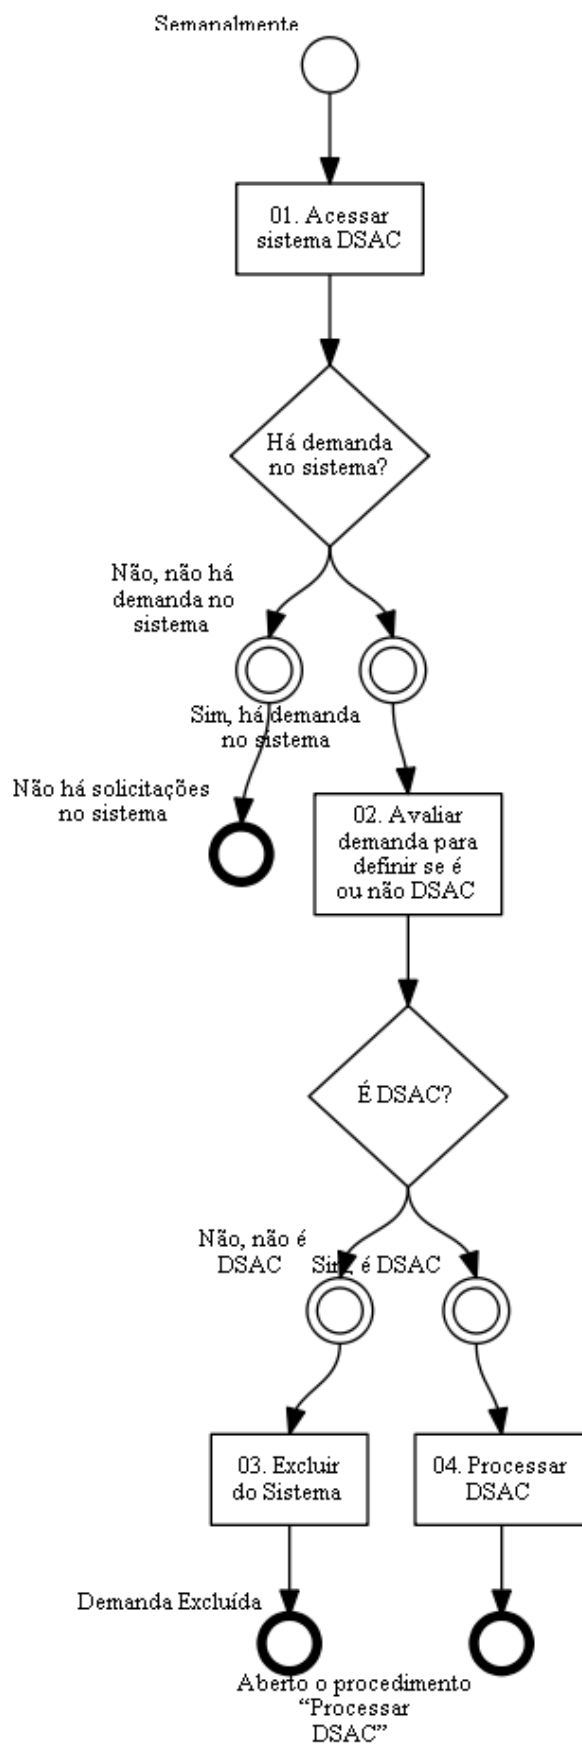 Semanalmente
01. Acessar
sistema DSAC
Há demanda
no sistema?
Não, não há
demanda no
sistema
Sim, há demanda
no sistema
Não há solicitações
no sistema
02. Avaliar
demanda para
definir se é
ou não DSAC
É DSAC?
Não, não é
DSAC
Sim, é DSAC
03. Excluir
do Sistema
04. Processar
DSAC
Demanda Excluída
Aberto o procedimento
“Processar
DSAC”